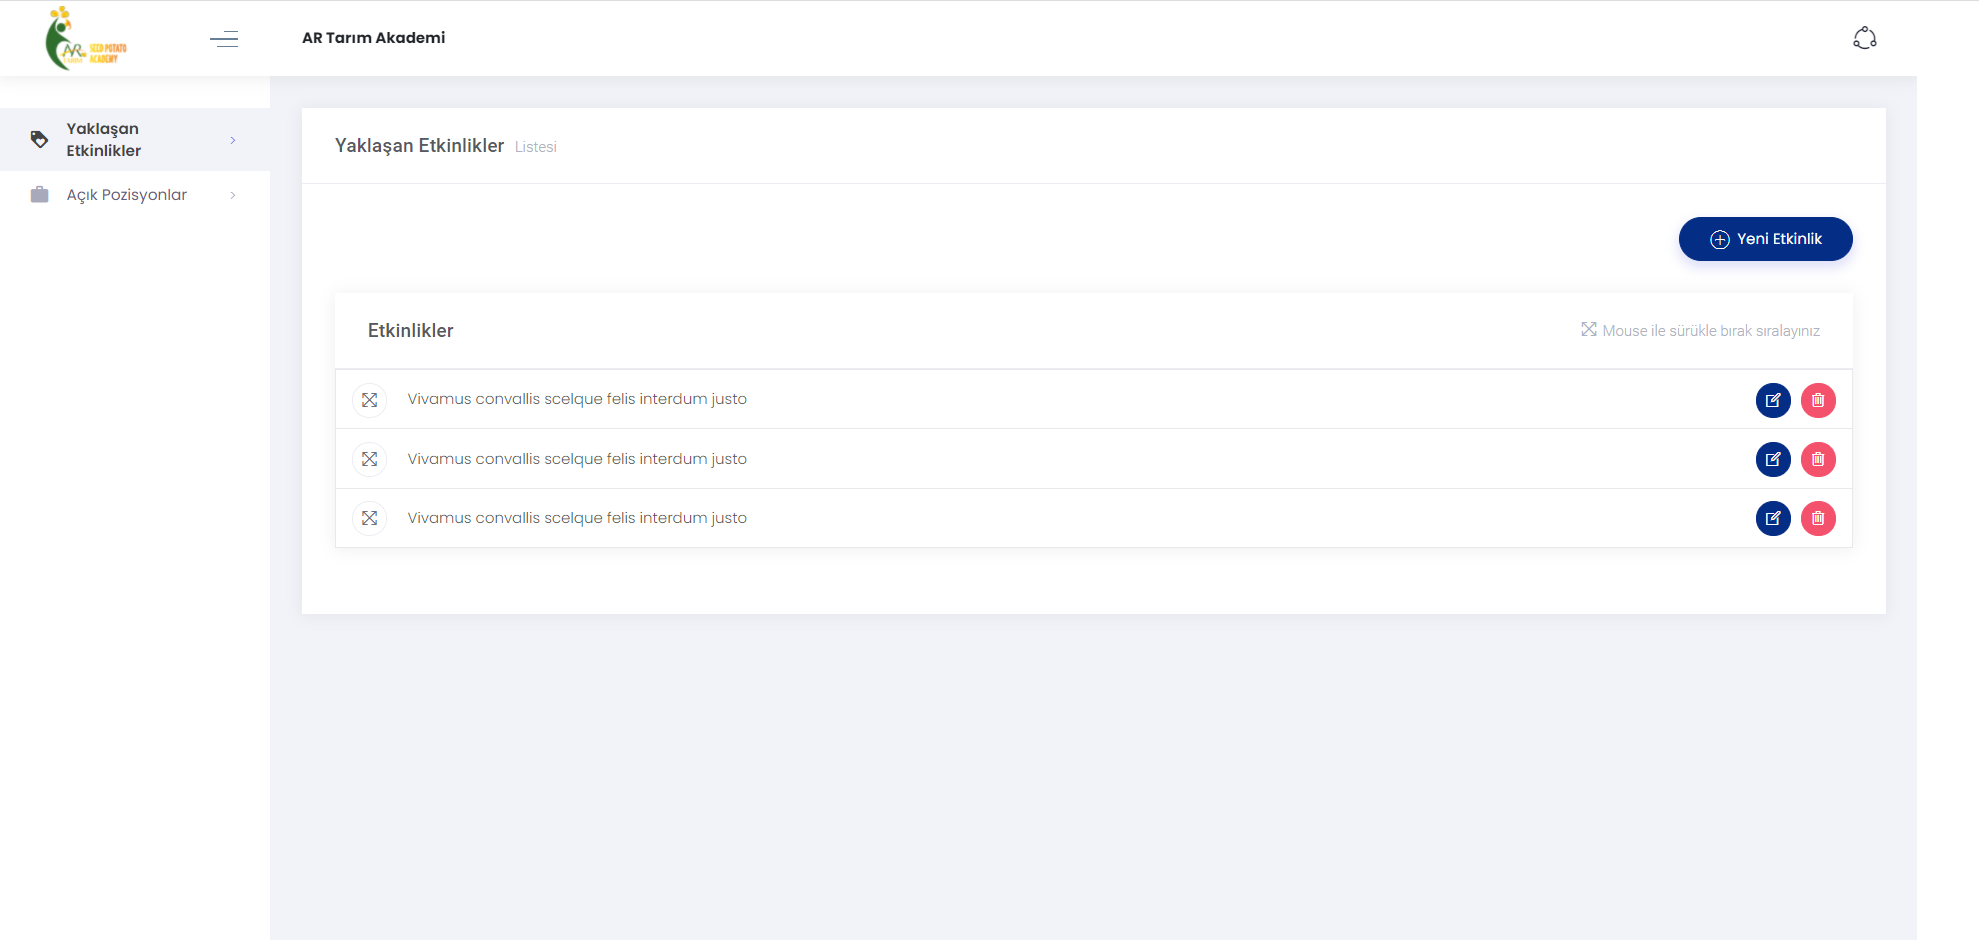 AR
SEED POTATO
ACADEMY
AR Tarım Akademi
Yaklaşan
Etkinlikler
Açık Pozisyonlar
Yaklaşan Etkinlikler Listesi
Yeni Etkinlik
Etkinlikler
Mouse ile sürükle bırak sıralayınız
Vivamus convallis scelque felis interdum justo
Vivamus convallis scelque felis interdum justo
Vivamus convallis scelque felis interdum justo